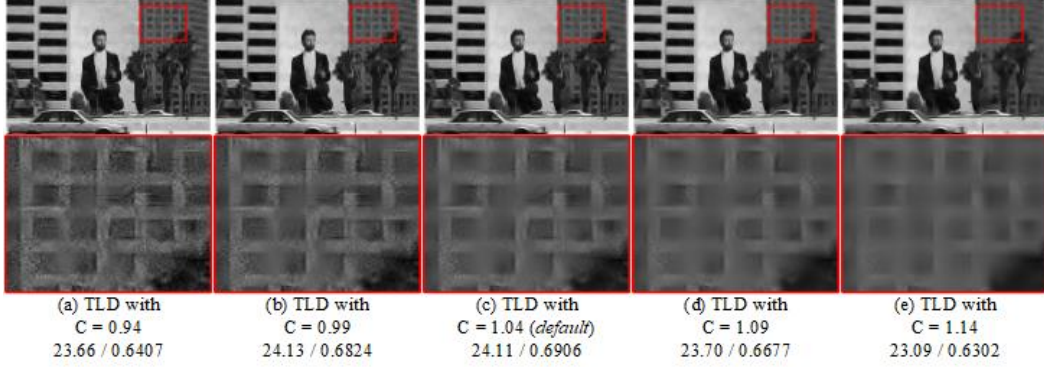 (a) TLD with
C = 0.94
23.66 / 0.6407
(b) TLD with
C = 0.99
24.13 / 0.6824
(c) TLD with
C = 1.04 (default)
24.11 / 0.6906
(d) TLD with
C = 1.09
23.70 / 0.6677
(e) TLD with
C = 1.14
23.09 / 0.6302